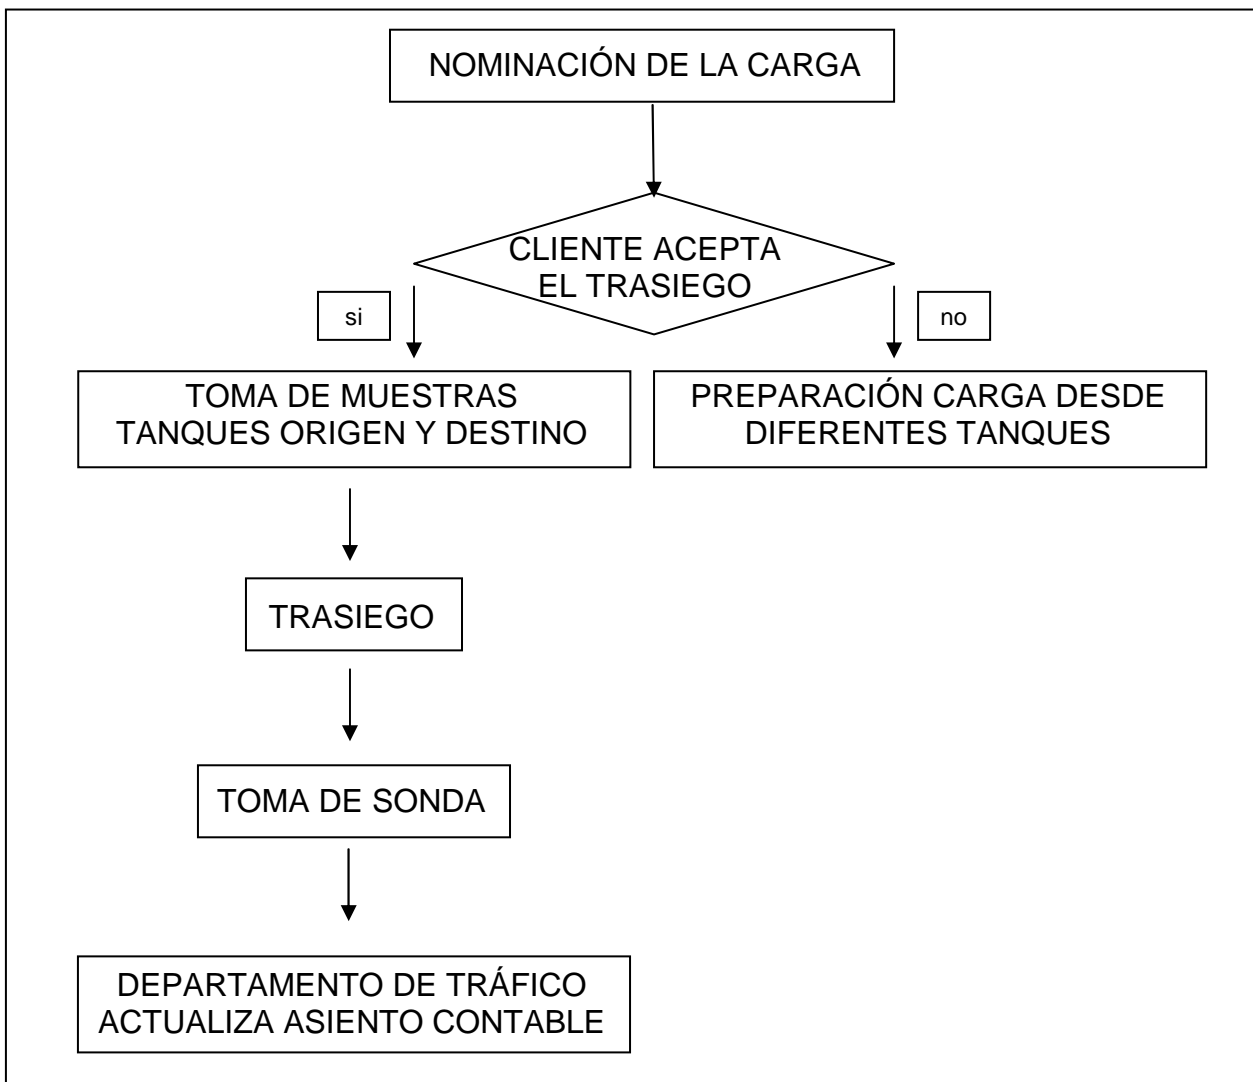 NOMINACIÓN DE LA CARGA
CLIENTE ACEPTA
EL TRASIEGO
si
no
TOMA DE MUESTRAS
TANQUES ORIGEN Y DESTINO
PREPARACIÓN CARGA DESDE
DIFERENTES TANQUES
TRASIEGO
TOMA DE SONDA
DEPARTAMENTO DE TRÁFICO
ACTUALIZA ASIENTO CONTABLE